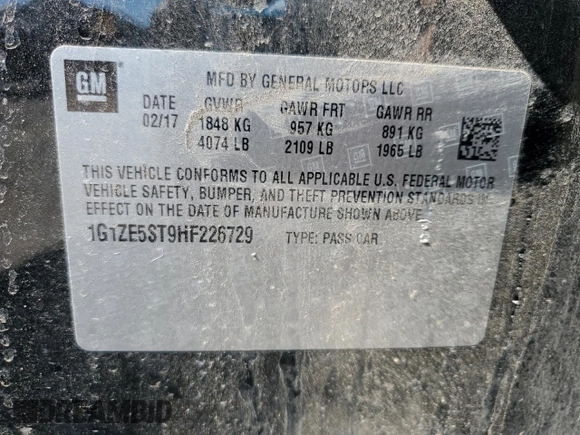 GM
MFD BY GENERAL MOTORS LLC
DATE GVWR GAWR FRT GAWR RR
02/17 1848 KG 957 KG 891 KG
4074 LB 2109 LB 1965 LB
THIS VEHICLE CONFORMS TO ALL APPLICABLE U.S. FEDERAL MOTOR
VEHICLE SAFETY, BUMPER, AND THEFT PREVENTION STANDARDS IN
EFFECT ON THE DATE OF MANUFACTURE SHOWN ABOVE.
1G1ZE5ST9HF226729 TYPE: PASS CAR